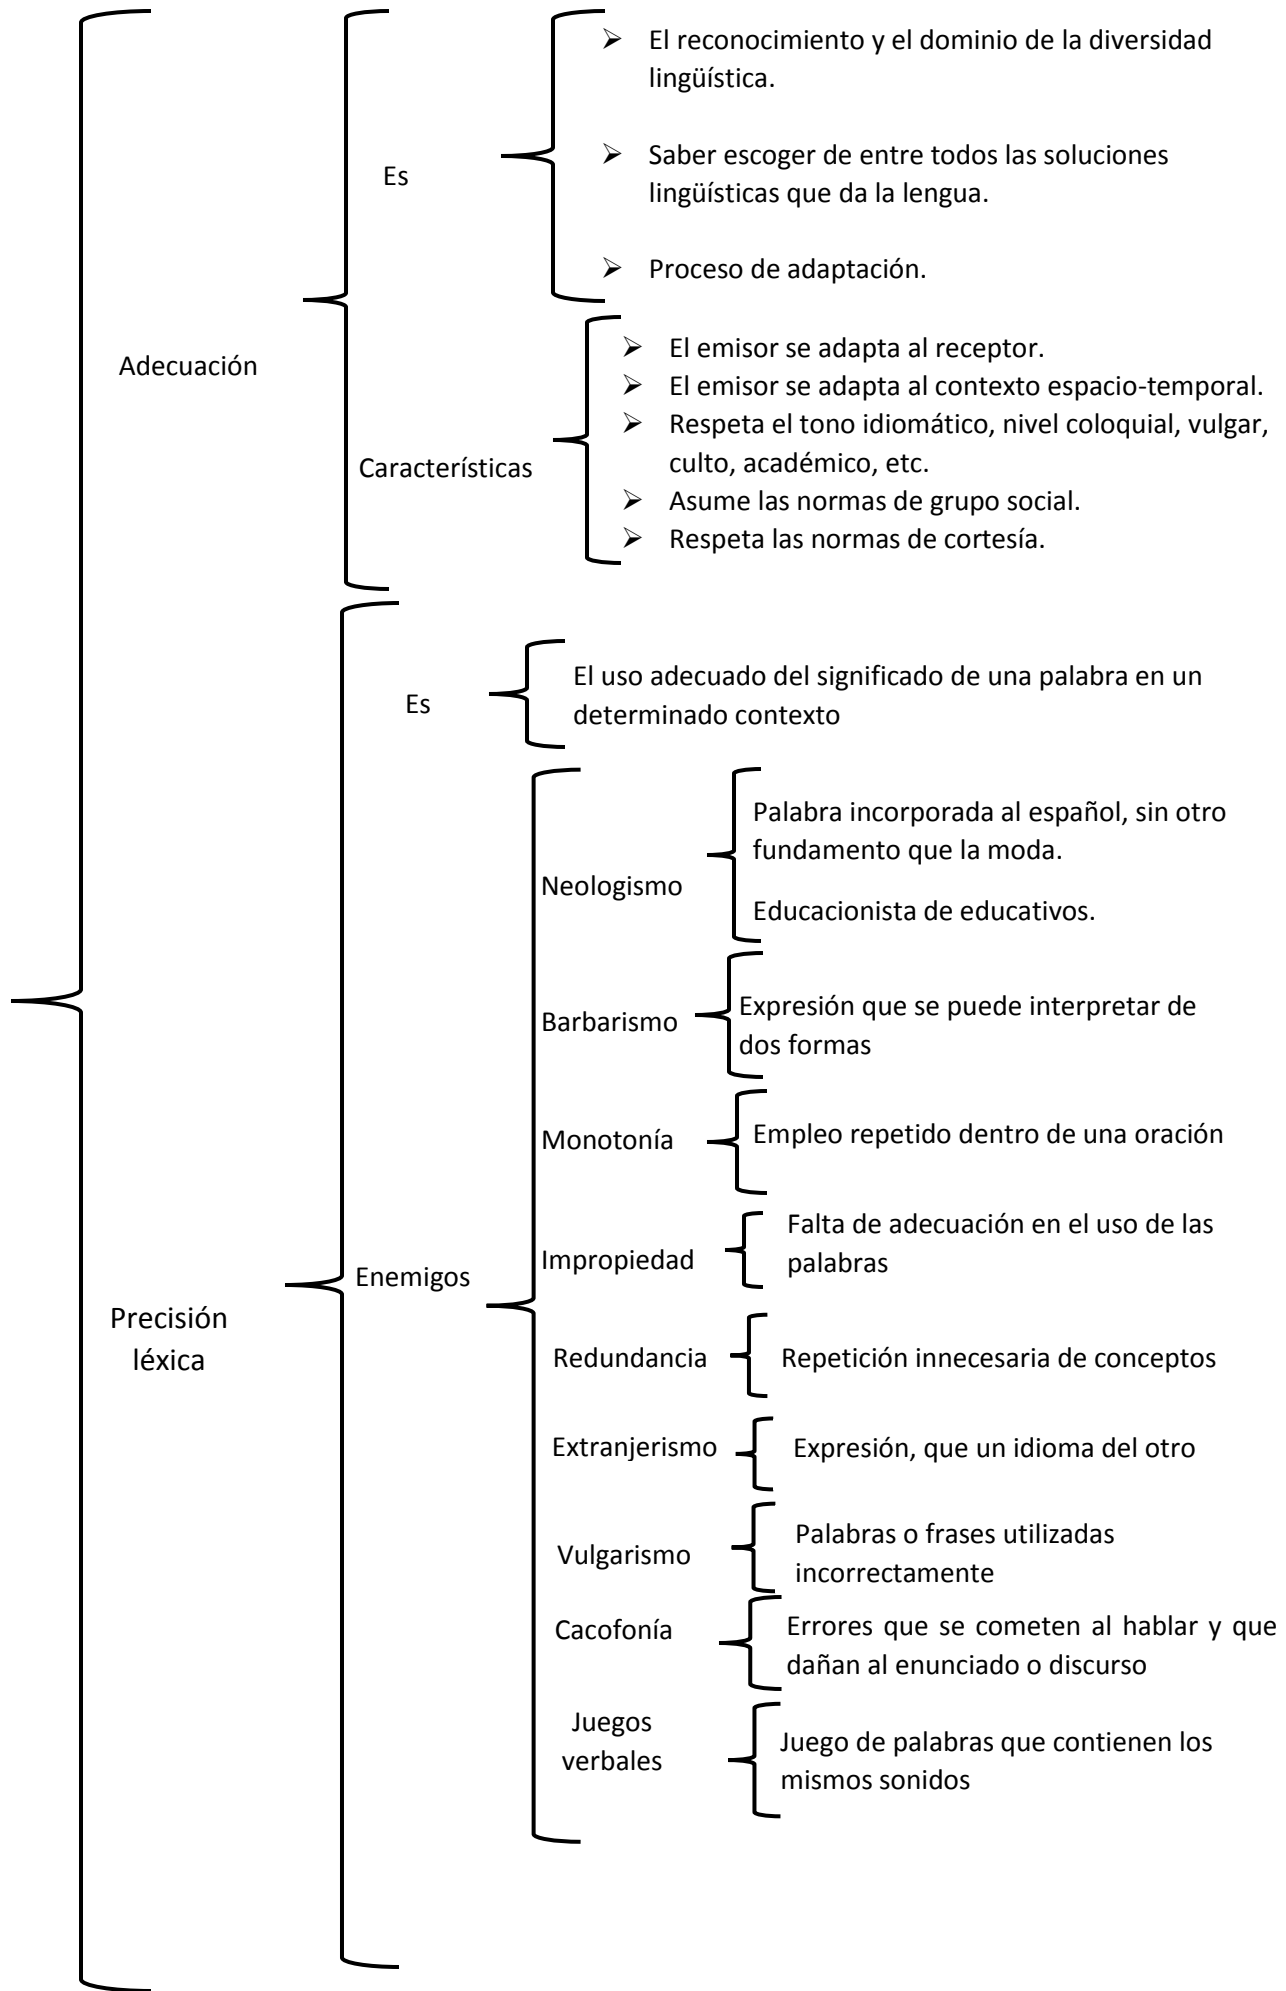 Adecuación
Es
➢ El reconocimiento y el dominio de la diversidad
lingüística.
➢ Saber escoger de entre todos las soluciones
lingüísticas que da la lengua.
➢ Proceso de adaptación.
Características
➢ El emisor se adapta al receptor.
➢ El emisor se adapta al contexto espacio-temporal.
➢ Respeta el tono idiomático, nivel coloquial, vulgar,
culto, académico, etc.
➢ Asume las normas de grupo social.
➢ Respeta las normas de cortesía.
Precisión
léxica
Es
El uso adecuado del significado de una palabra en un
determinado contexto
Enemigos
Neologismo
Palabra incorporada al español, sin otro
fundamento que la moda.
Educacionista de educativos.
Barbarismo
Expresión que se puede interpretar de
dos formas
Monotonía
Empleo repetido dentro de una oración
Impropiedad
Falta de adecuación en el uso de las
palabras
Redundancia
Repetición innecesaria de conceptos
Extranjerismo
Expresión, que un idioma del otro
Vulgarismo
Palabras o frases utilizadas
incorrectamente
Cacofonía
Errores que se cometen al hablar y que
dañan al enunciado o discurso
Juegos
verbales
Juego de palabras que contienen los
mismos sonidos